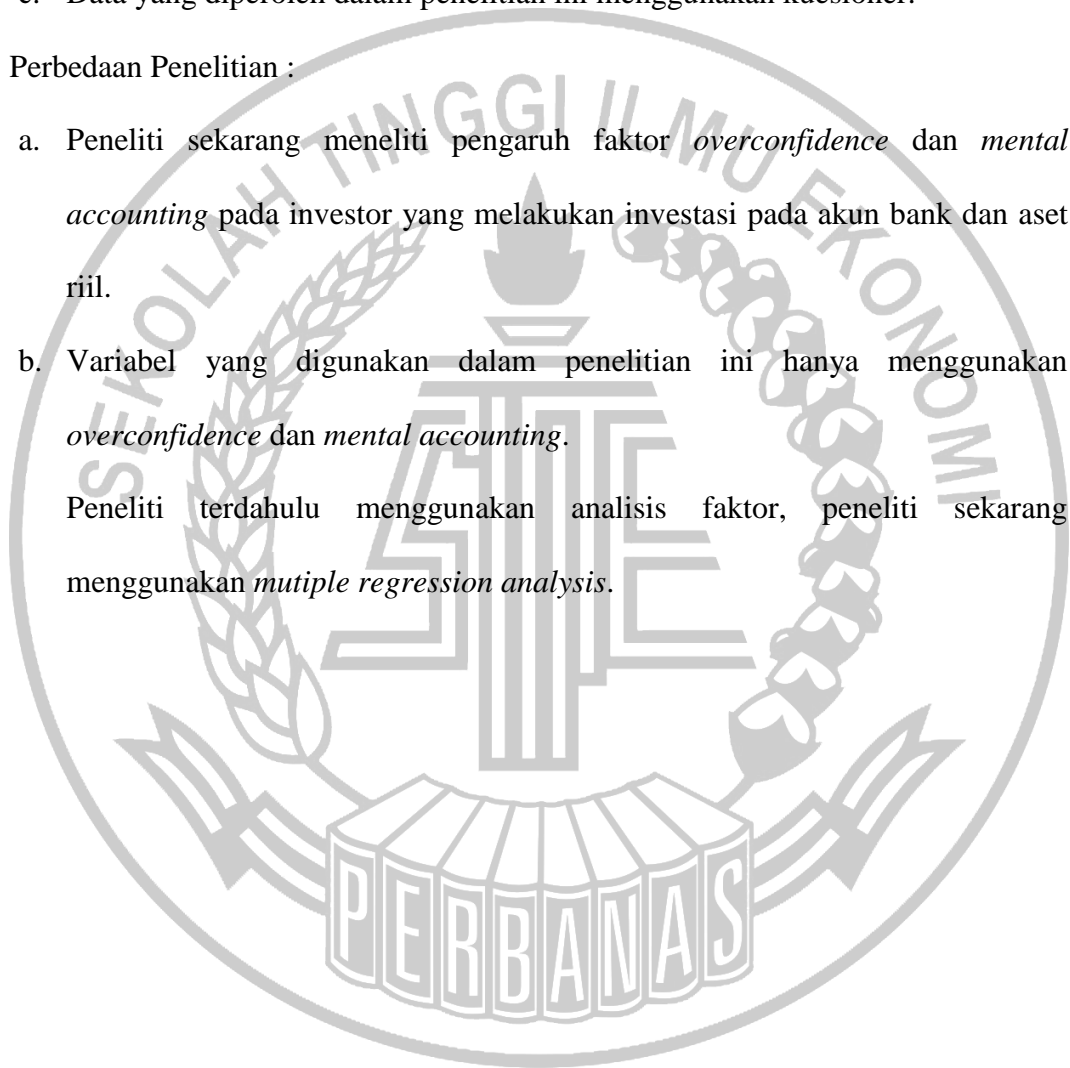 c. Data yang diperoleh dalam penelitian ini menggunakan kuesioner.
Perbedaan Penelitian :
a. Peneliti sekarang meneliti pengaruh faktor overconfidence dan mental
accounting pada investor yang melakukan investasi pada akun bank dan aset
riil.
b. Variabel yang digunakan dalam penelitian ini hanya menggunakan
overconfidence dan mental accounting.
Peneliti terdahulu menggunakan analisis faktor, peneliti sekarang
menggunakan mutiple regression analysis.
SEKOLAH TINGGI ILMU EKONOMI
STIE
PERBANAS